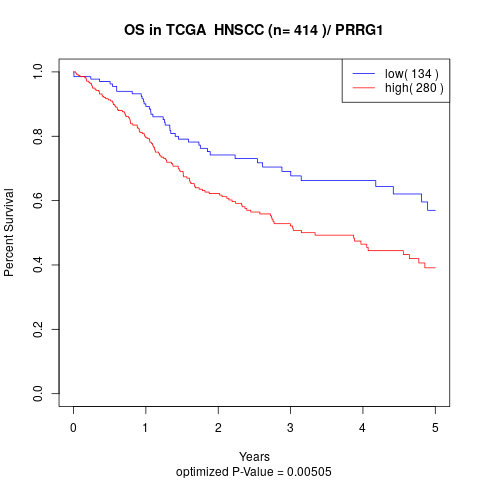 OS in TCGA  HNSCC (n= 414 )/ PRRG1
low( 134 )
high( 280 )
1.0
0.8
0.6
0.4
0.2
0.0
Percent Survival
0 1 2 3 4 5
Years
optimized P-Value = 0.00505